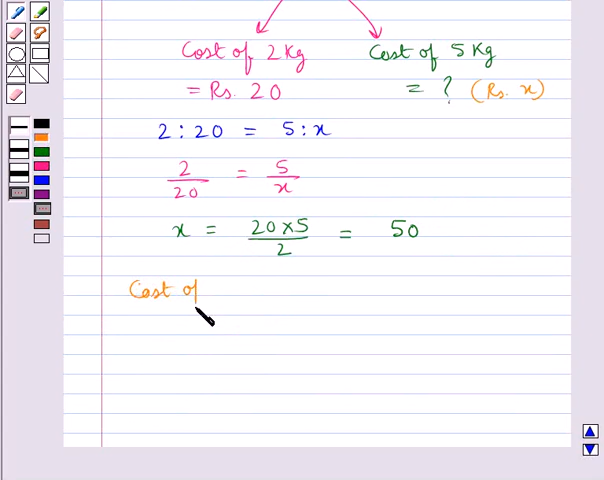 Cost of 2 Kg Cost of 5 Kg
= Rs. 20 = ? (Rs. x)
2 : 20 = 5 : x
2/20 = 5/x
x = 20 × 5/2 = 50
Cost of